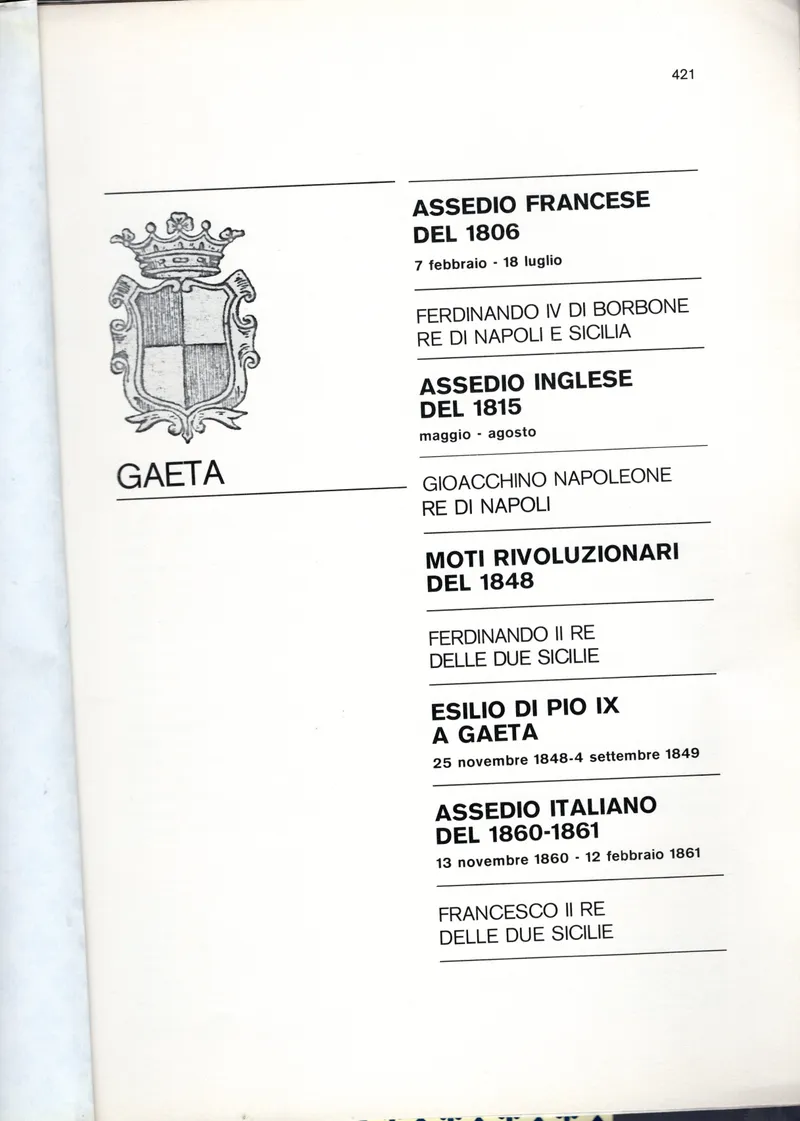 421
GAETA
ASSEDIO FRANCESE
DEL 1806
7 febbraio - 18 luglio
FERDINANDO IV DI BORBONE
RE DI NAPOLI E SICILIA
ASSEDIO INGLESE
DEL 1815
maggio - agosto
GIOACCHINO NAPOLEONE
RE DI NAPOLI
MOTI RIVOLUZIONARI
DEL 1848
FERDINANDO II RE
DELLE DUE SICILIE
ESILIO DI PIO IX
A GAETA
25 novembre 1848-4 settembre 1849
ASSEDIO ITALIANO
DEL 1860-1861
13 novembre 1860 - 12 febbraio 1861
FRANCESCO II RE
DELLE DUE SICILIE